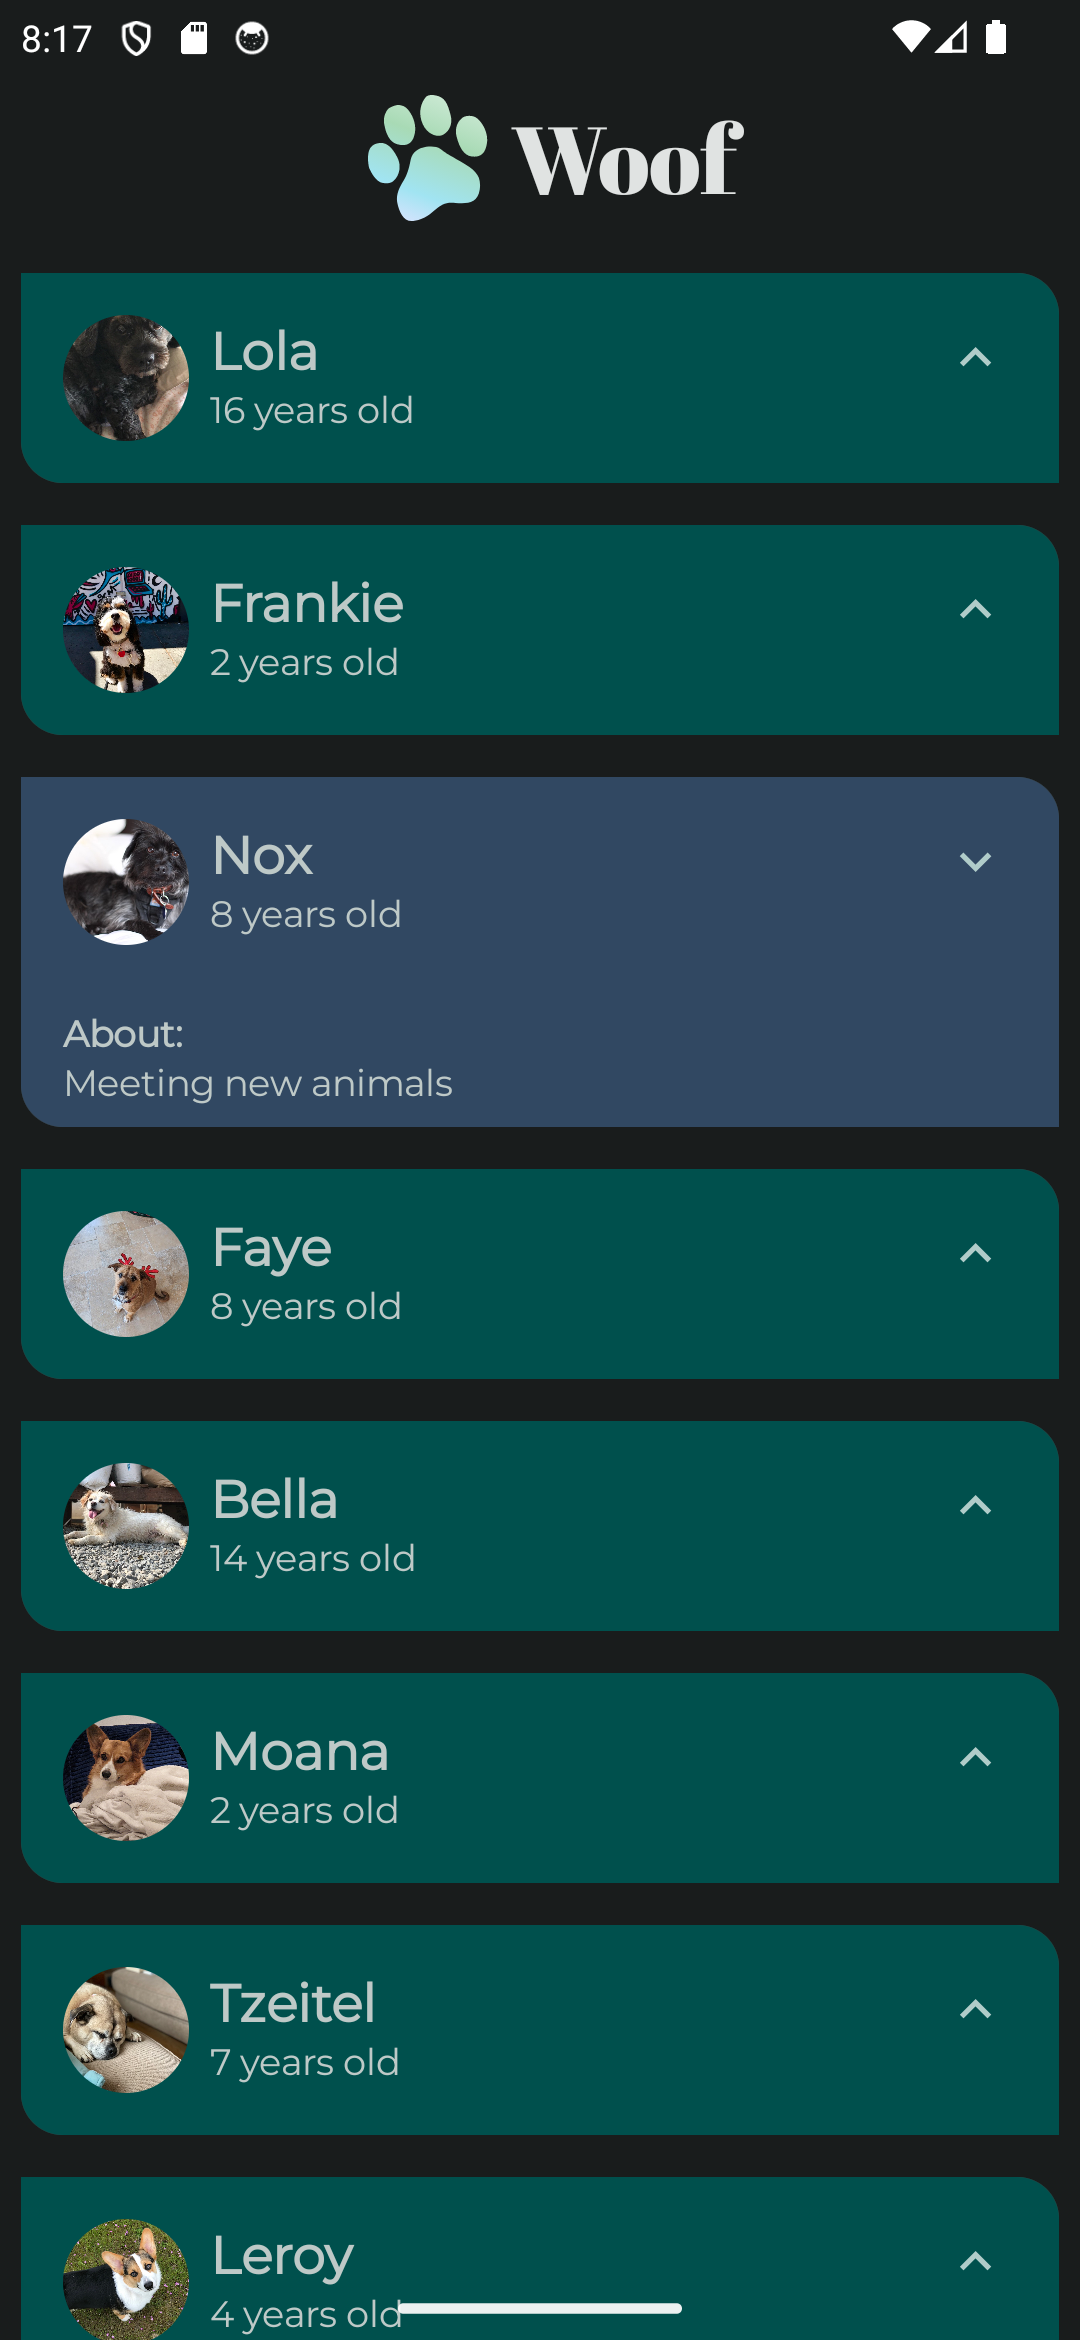 8:17
Woof
Lola
16 years old
Frankie
2 years old
Nox
8 years old
About:
Meeting new animals
Faye
8 years old
Bella
14 years old
Moana
2 years old
Tzeitel
7 years old
Leroy
4 years old